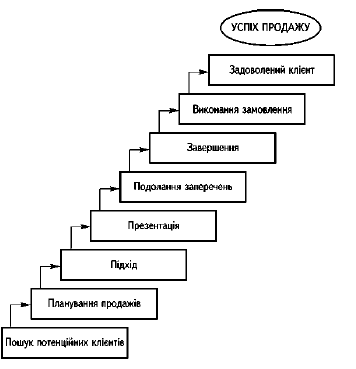 УСПІХ ПРОДАЖУ
Задоволений клієнт
Виконання замовлення
Завершення
Подолання заперечень
Презентація
Підхід
Планування продажів
Пошук потенційних клієнтів